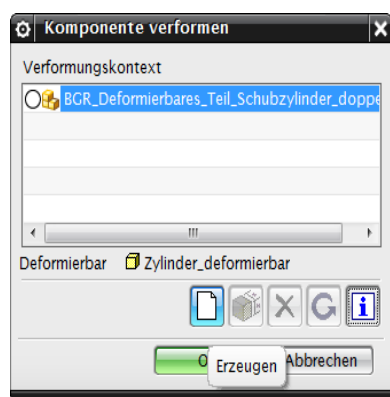 Komponente verformen
Verformungskontext
BGR_Deformierbares_Teil_Schubzylinder_doppe
Deformierbar Zylinder_deformierbar
Erzeugen Abbrechen